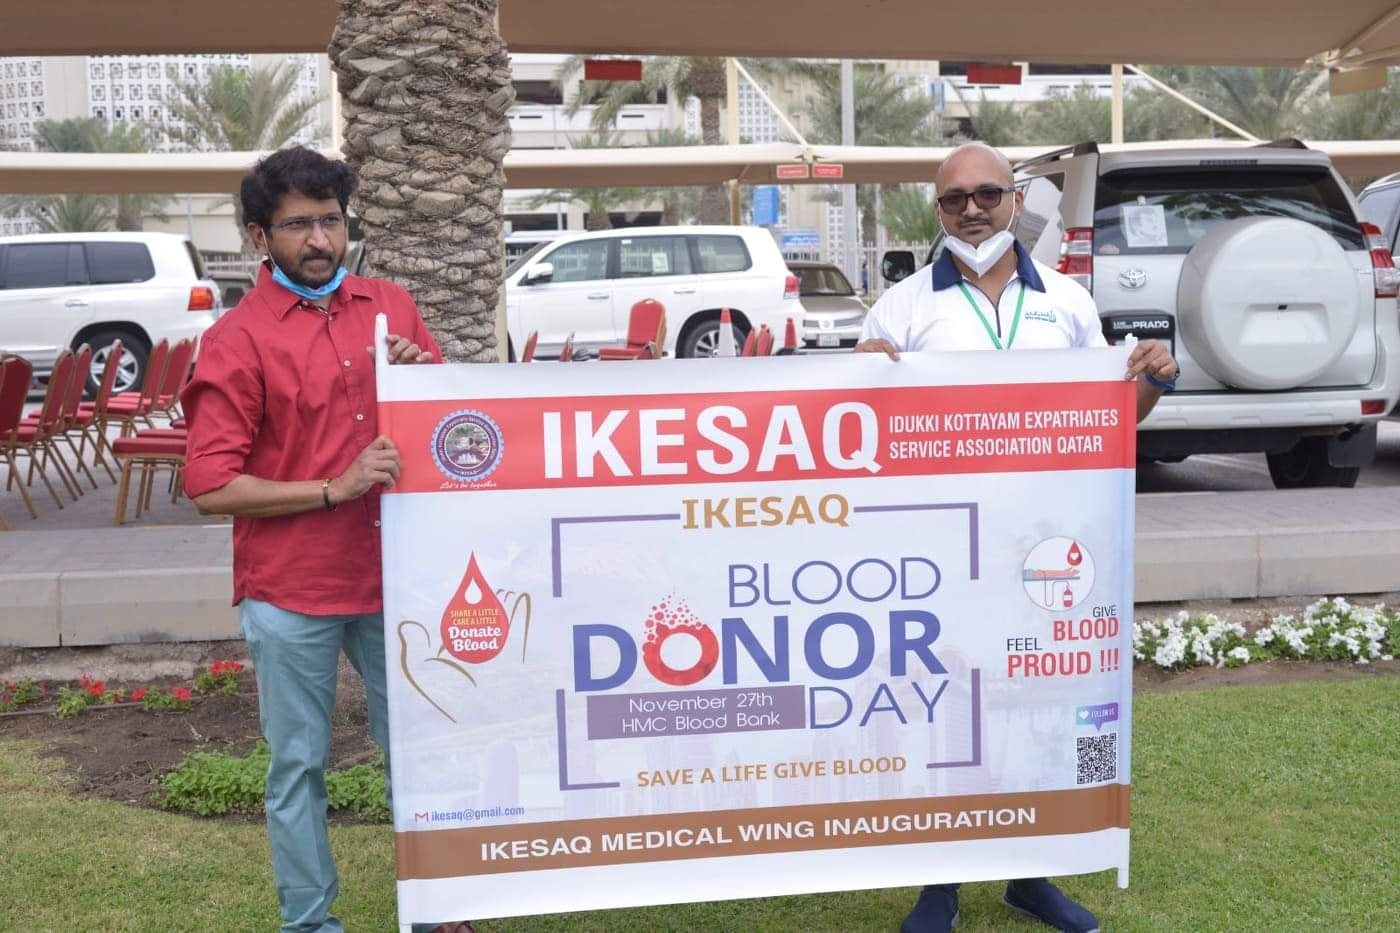 IKESAQ
IDUKKI KOTTAYAM EXPATRIATES
SERVICE ASSOCIATION QATAR
Let's be together
IKESAQ
BLOOD
DONOR
DAY
November 27th
HMC Blood Bank
SAVE A LIFE GIVE BLOOD
SHARE A LITTLE
CARE A LITTLE
Donate
Blood
GIVE
BLOOD
FEEL
PROUD !!!
FOLLOW US
ikesaq@gmail.com
IKESAQ MEDICAL WING INAUGURATION
PRADO